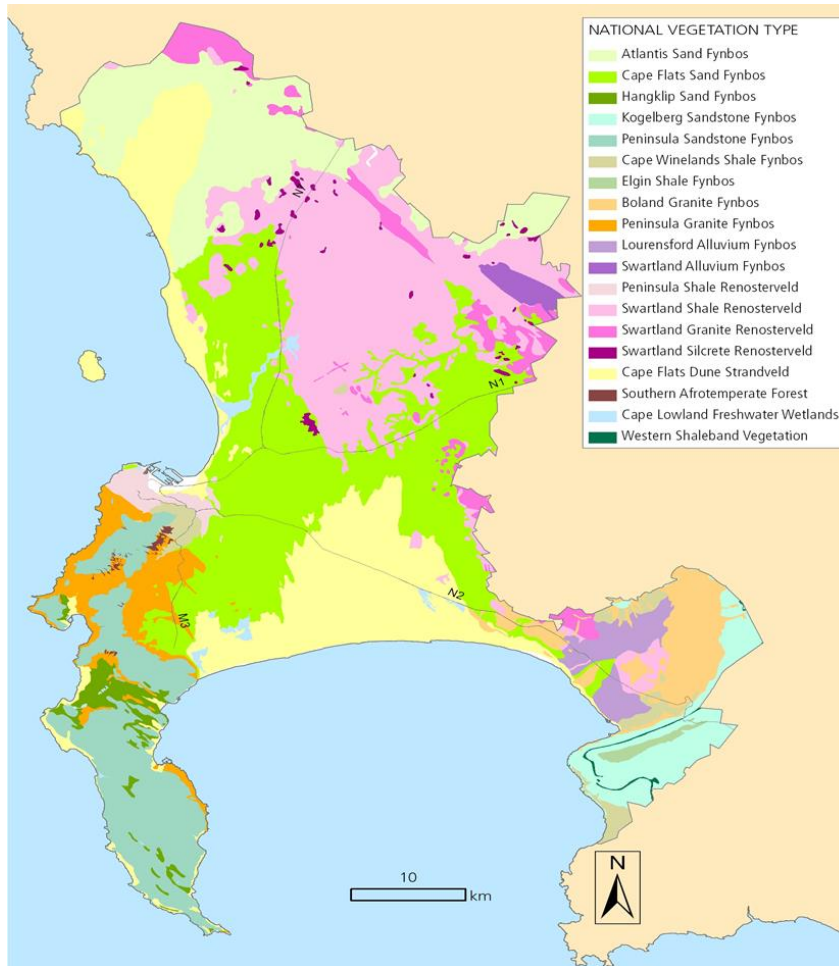 NATIONAL VEGETATION TYPE
Atlantis Sand Fynbos
Cape Flats Sand Fynbos
Hangklip Sand Fynbos
Kogelberg Sandstone Fynbos
Peninsula Sandstone Fynbos
Cape Winelands Shale Fynbos
Elgin Shale Fynbos
Boland Granite Fynbos
Peninsula Granite Fynbos
Lourensford Alluvium Fynbos
Swartland Alluvium Fynbos
Peninsula Shale Renosterveld
Swartland Shale Renosterveld
Swartland Granite Renosterveld
Swartland Silcrete Renosterveld
Cape Flats Dune Strandveld
Southern Afrotemperate Forest
Cape Lowland Freshwater Wetlands
Western Shaleband Vegetation
N1
N2
M3
10
km
N